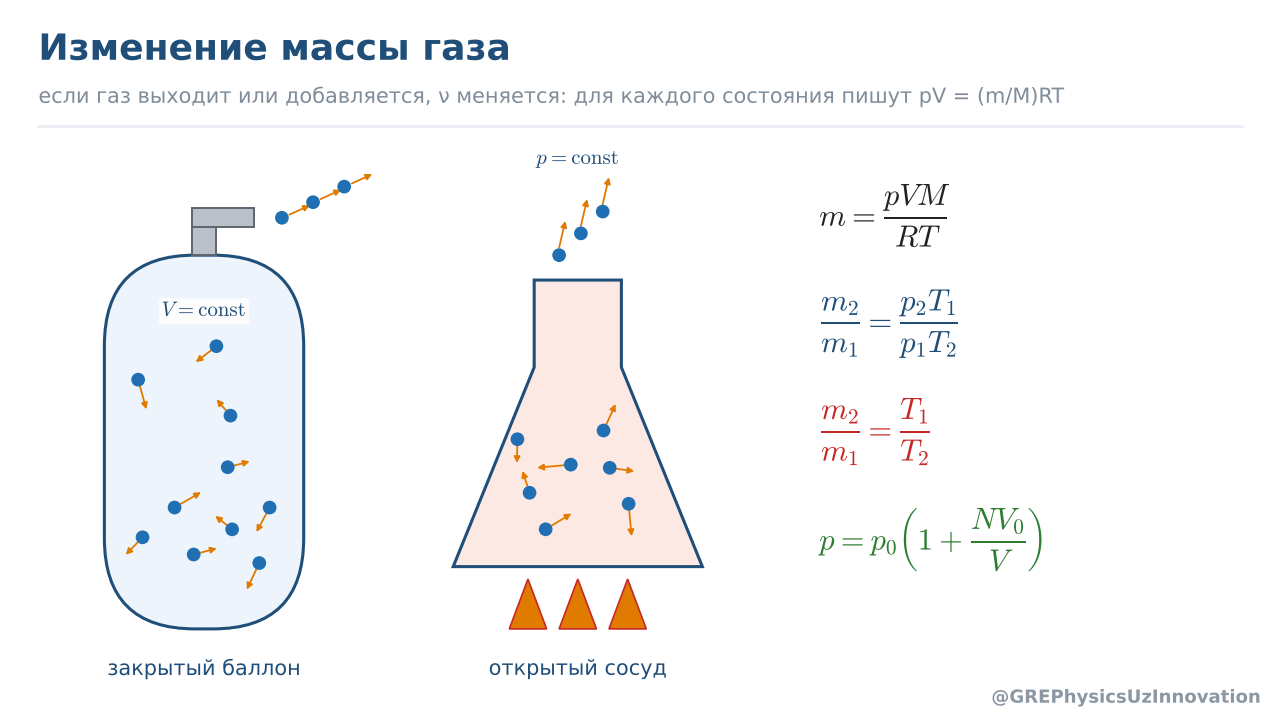 Изменение массы газа
если газ выходит или добавляется, ν меняется: для каждого состояния пишут pV = (m/M)RT
p = const
V = const
m = pVM / RT
m₂ / m₁ = p₂T₁ / p₁T₂
m₂ / m₁ = T₁ / T₂
p = p₀(1 + NV₀ / V)
закрытый баллон
открытый сосуд
@GREPhysicsUzInnovation